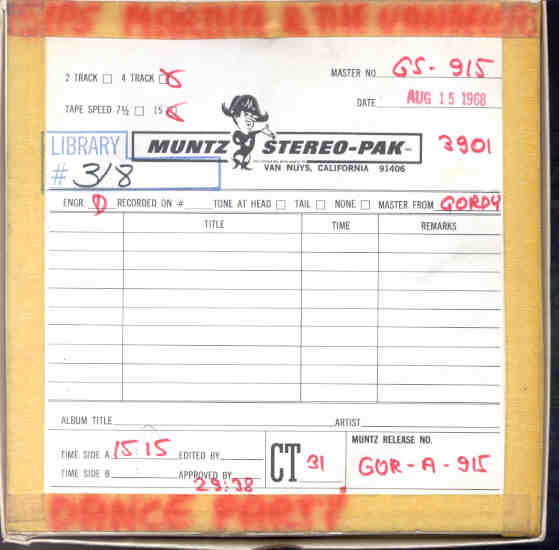 2 TRACK 4 TRACK
MASTER NO. GS-915
TAPE SPEED 7½ 15
DATE AUG 15 1968
LIBRARY
# 318
MUNTZ STEREO-PAK
3901
VAN NUYS, CALIFORNIA 91406
ENGR. D RECORDED ON # TONE AT HEAD TAIL NONE MASTER FROM GORDY
TITLE TIME REMARKS
ALBUM TITLE ARTIST
TIME SIDE A 15:15 EDITED BY
TIME SIDE B APPROVED BY
29:38
CT 31
MUNTZ RELEASE NO.
GOR-A-915
DANCE PARTY